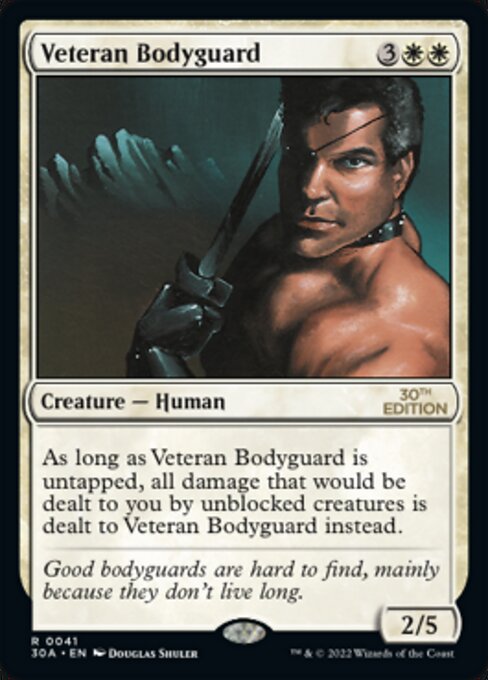 Veteran Bodyguard 3
Creature — Human
30TH EDITION
As long as Veteran Bodyguard is
untapped, all damage that would be
dealt to you by unblocked creatures is
dealt to Veteran Bodyguard instead.
Good bodyguards are hard to find, mainly
because they don't live long.
2/5
R 0041
30A • EN DOUGLAS SHULER
™ & © 2022 Wizards of the Coast